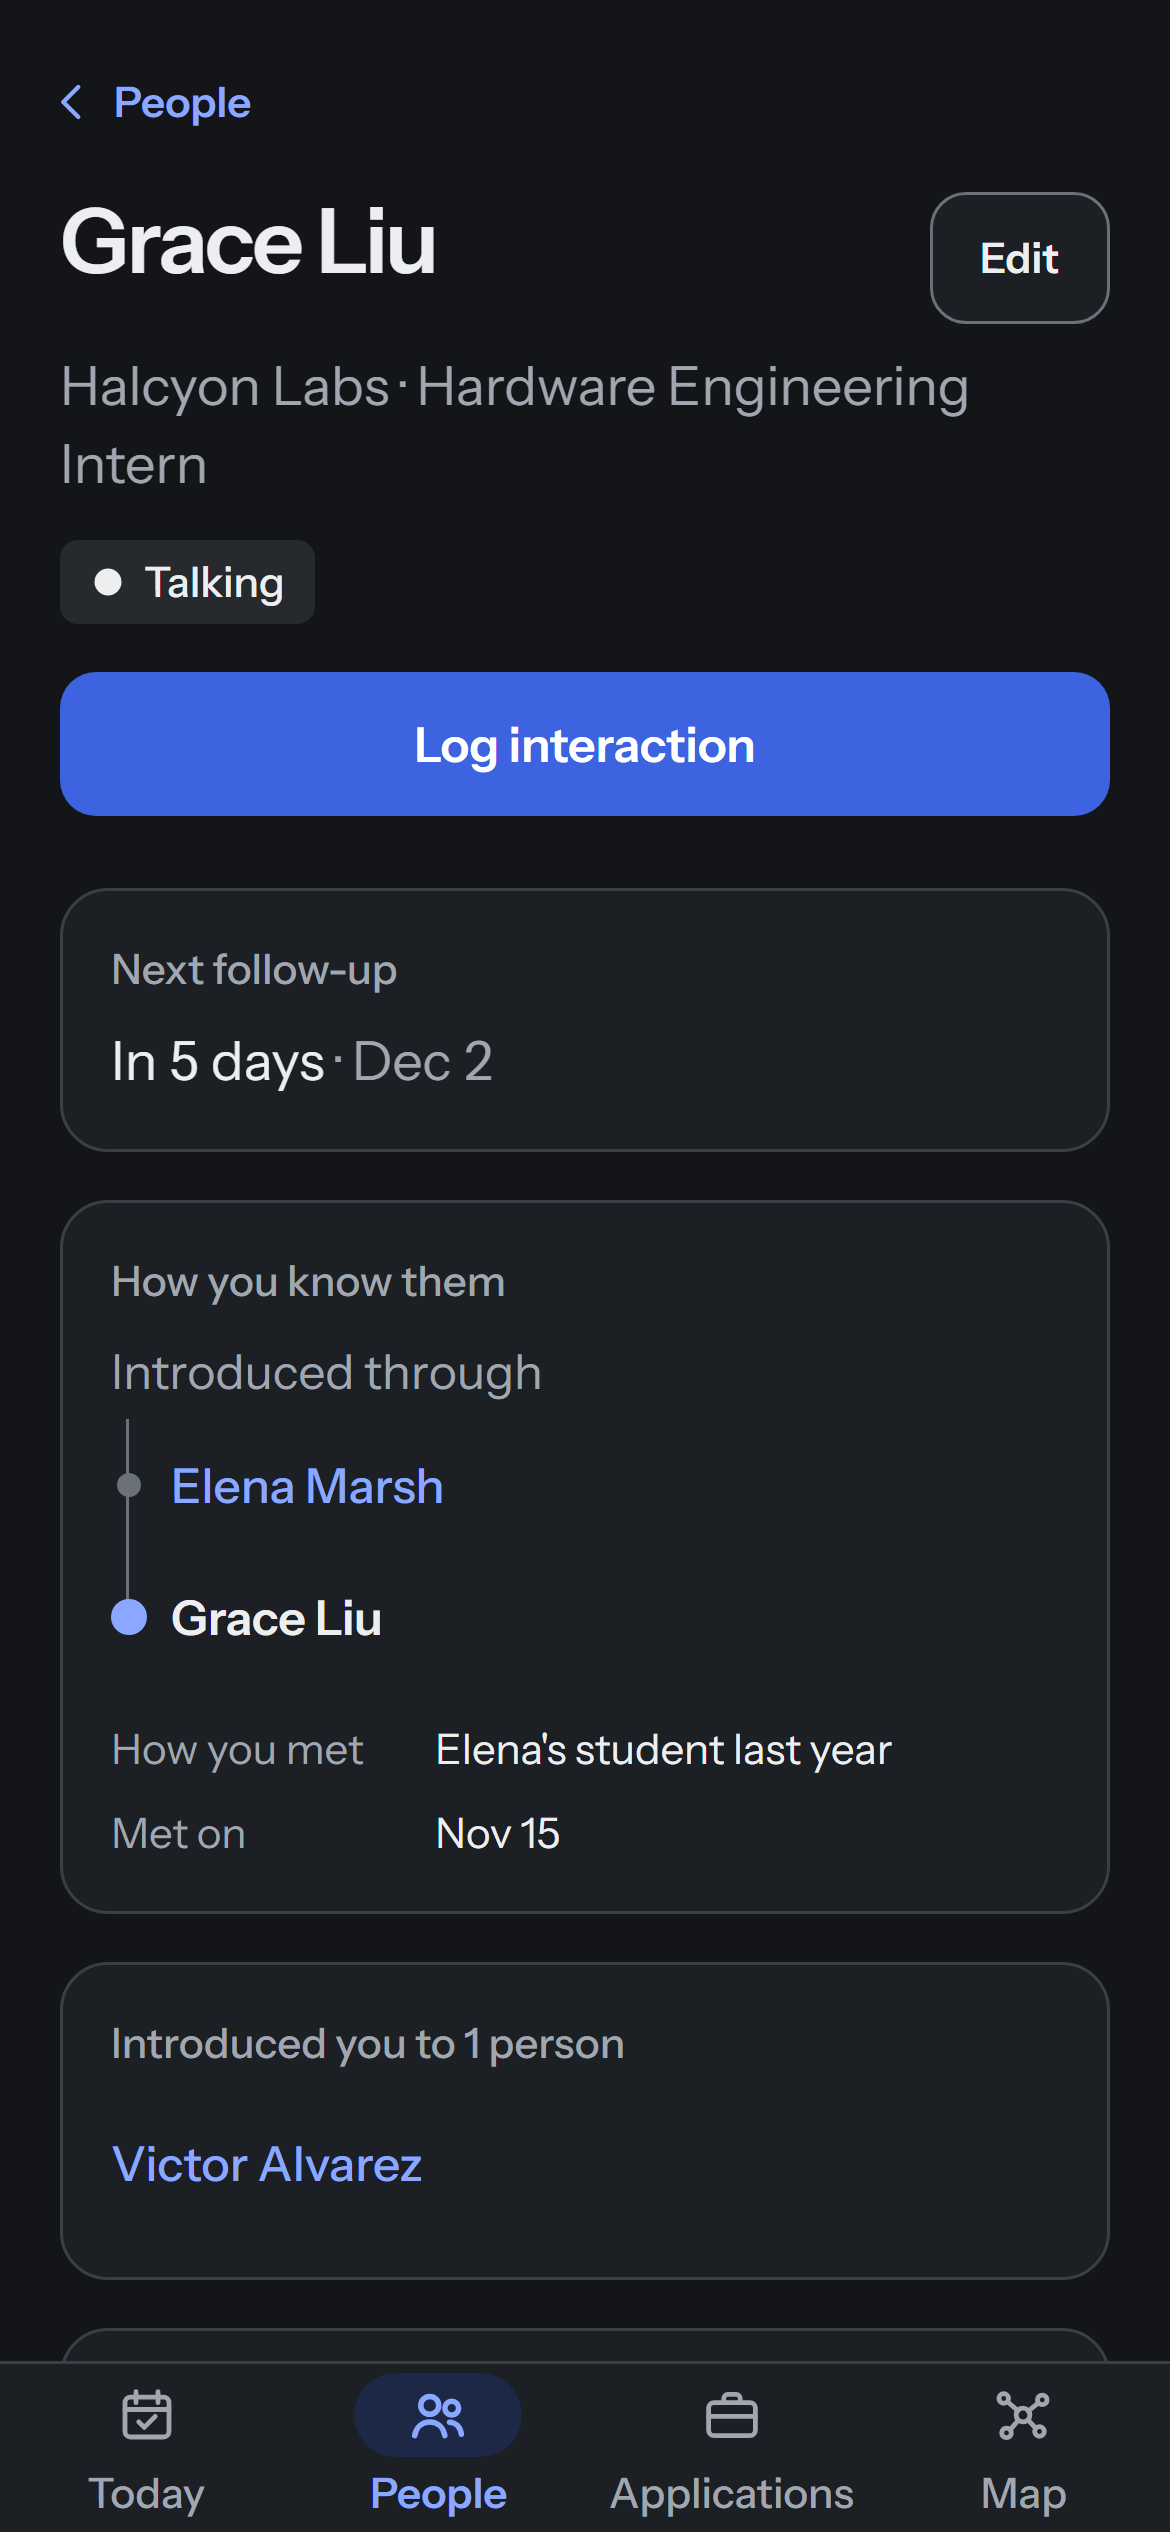 People
Grace Liu
Edit
Halcyon Labs · Hardware Engineering
Intern
Talking
Log interaction
Next follow-up
In 5 days · Dec 2
How you know them
Introduced through
Elena Marsh
Grace Liu
How you met Elena's student last year
Met on Nov 15
Introduced you to 1 person
Victor Alvarez
Today People Applications Map